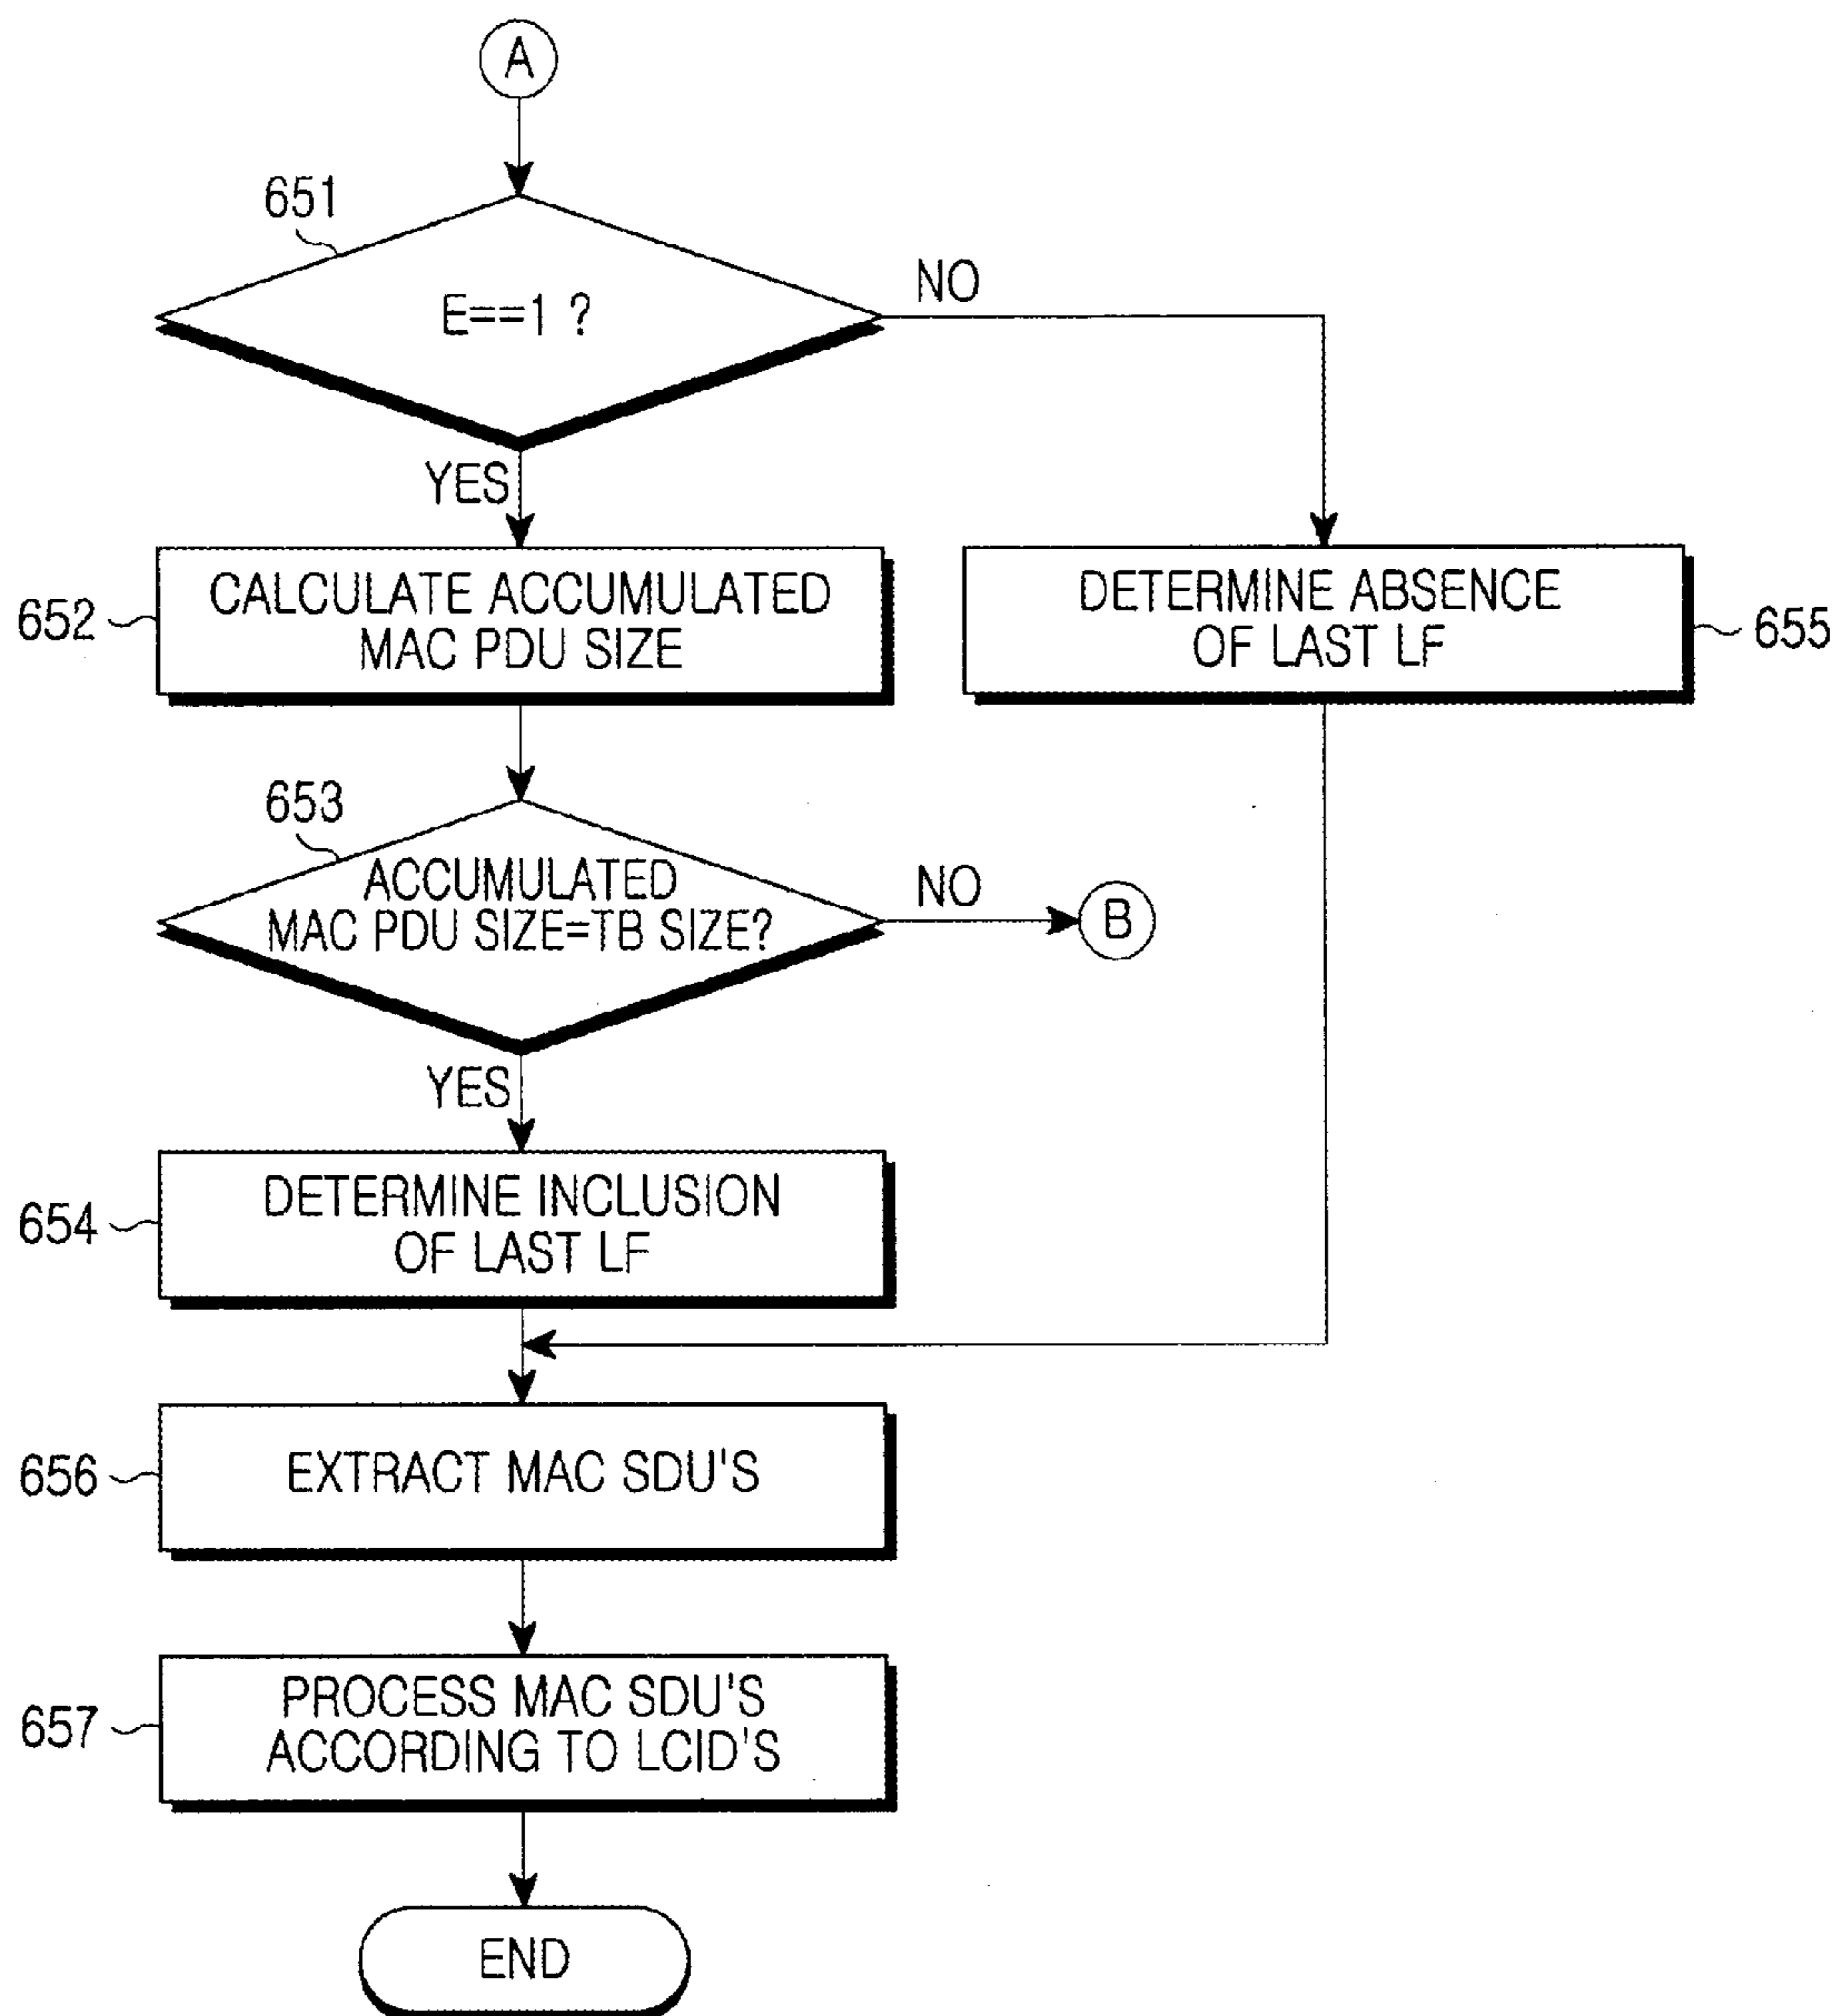 A
651
E==1 ?
NO
YES
652
CALCULATE ACCUMULATED
MAC PDU SIZE
DETERMINE ABSENCE
OF LAST LF
655
653
ACCUMULATED
MAC PDU SIZE=TB SIZE?
NO
B
YES
654
DETERMINE INCLUSION
OF LAST LF
656
EXTRACT MAC SDU'S
657
PROCESS MAC SDU'S
ACCORDING TO LCID'S
END